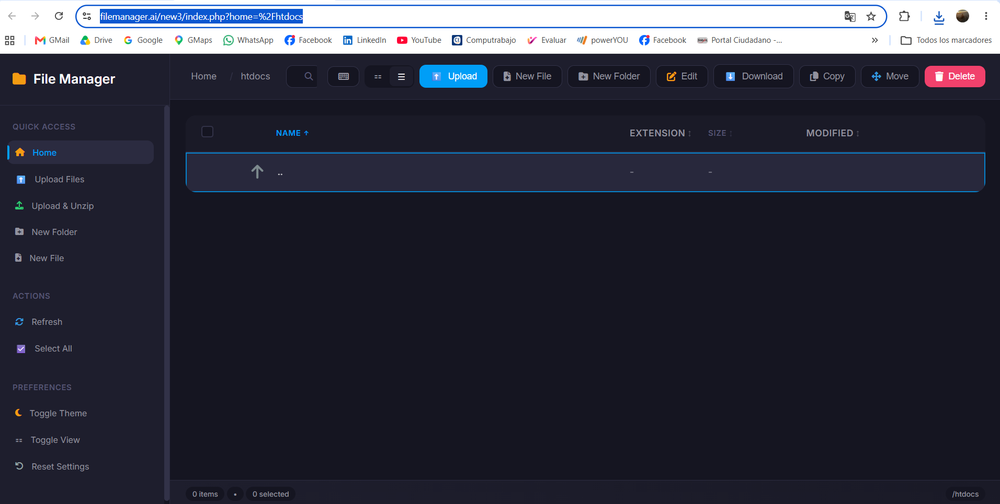 filemanager.ai/new3/index.php?home=%2Fhtdocs
GMail Drive Google GMaps WhatsApp Facebook LinkedIn YouTube Computrabajo Evaluar powerYOU Facebook Portal Ciudadano -... » Todos los marcadores
File Manager
Home / htdocs Upload New File New Folder Edit Download Copy Move Delete
QUICK ACCESS
Home
Upload Files
Upload & Unzip
New Folder
New File
ACTIONS
Refresh
Select All
PREFERENCES
Toggle Theme
Toggle View
Reset Settings
NAME ↑ EXTENSION ↕ SIZE ↕ MODIFIED ↕
.. - -
0 items • 0 selected /htdocs